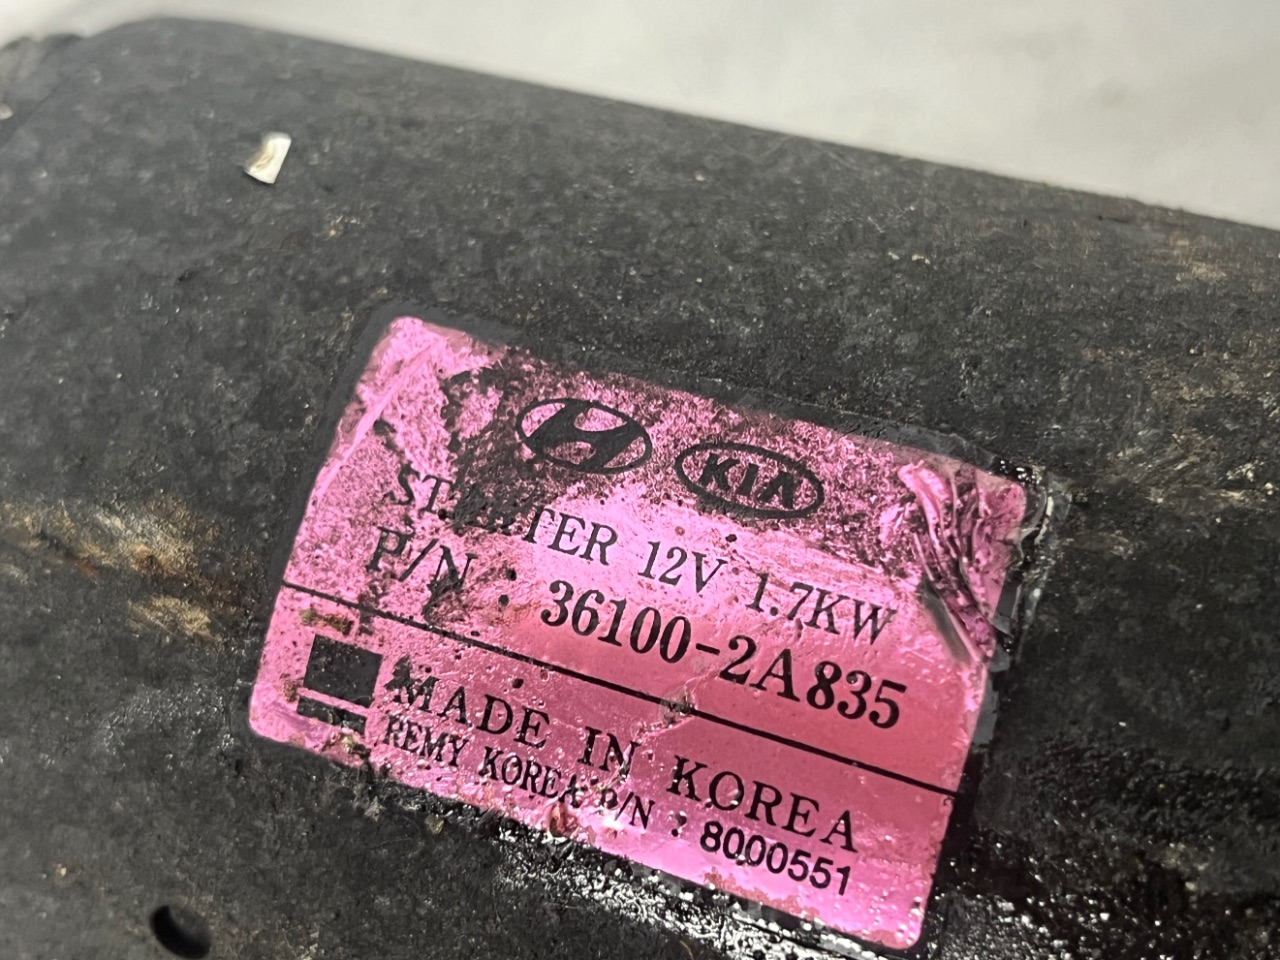 KIA
STARTER 12V 1.7KW
P/N : 36100-2A835
MADE IN KOREA
REMY KOREA P/N : 8000551